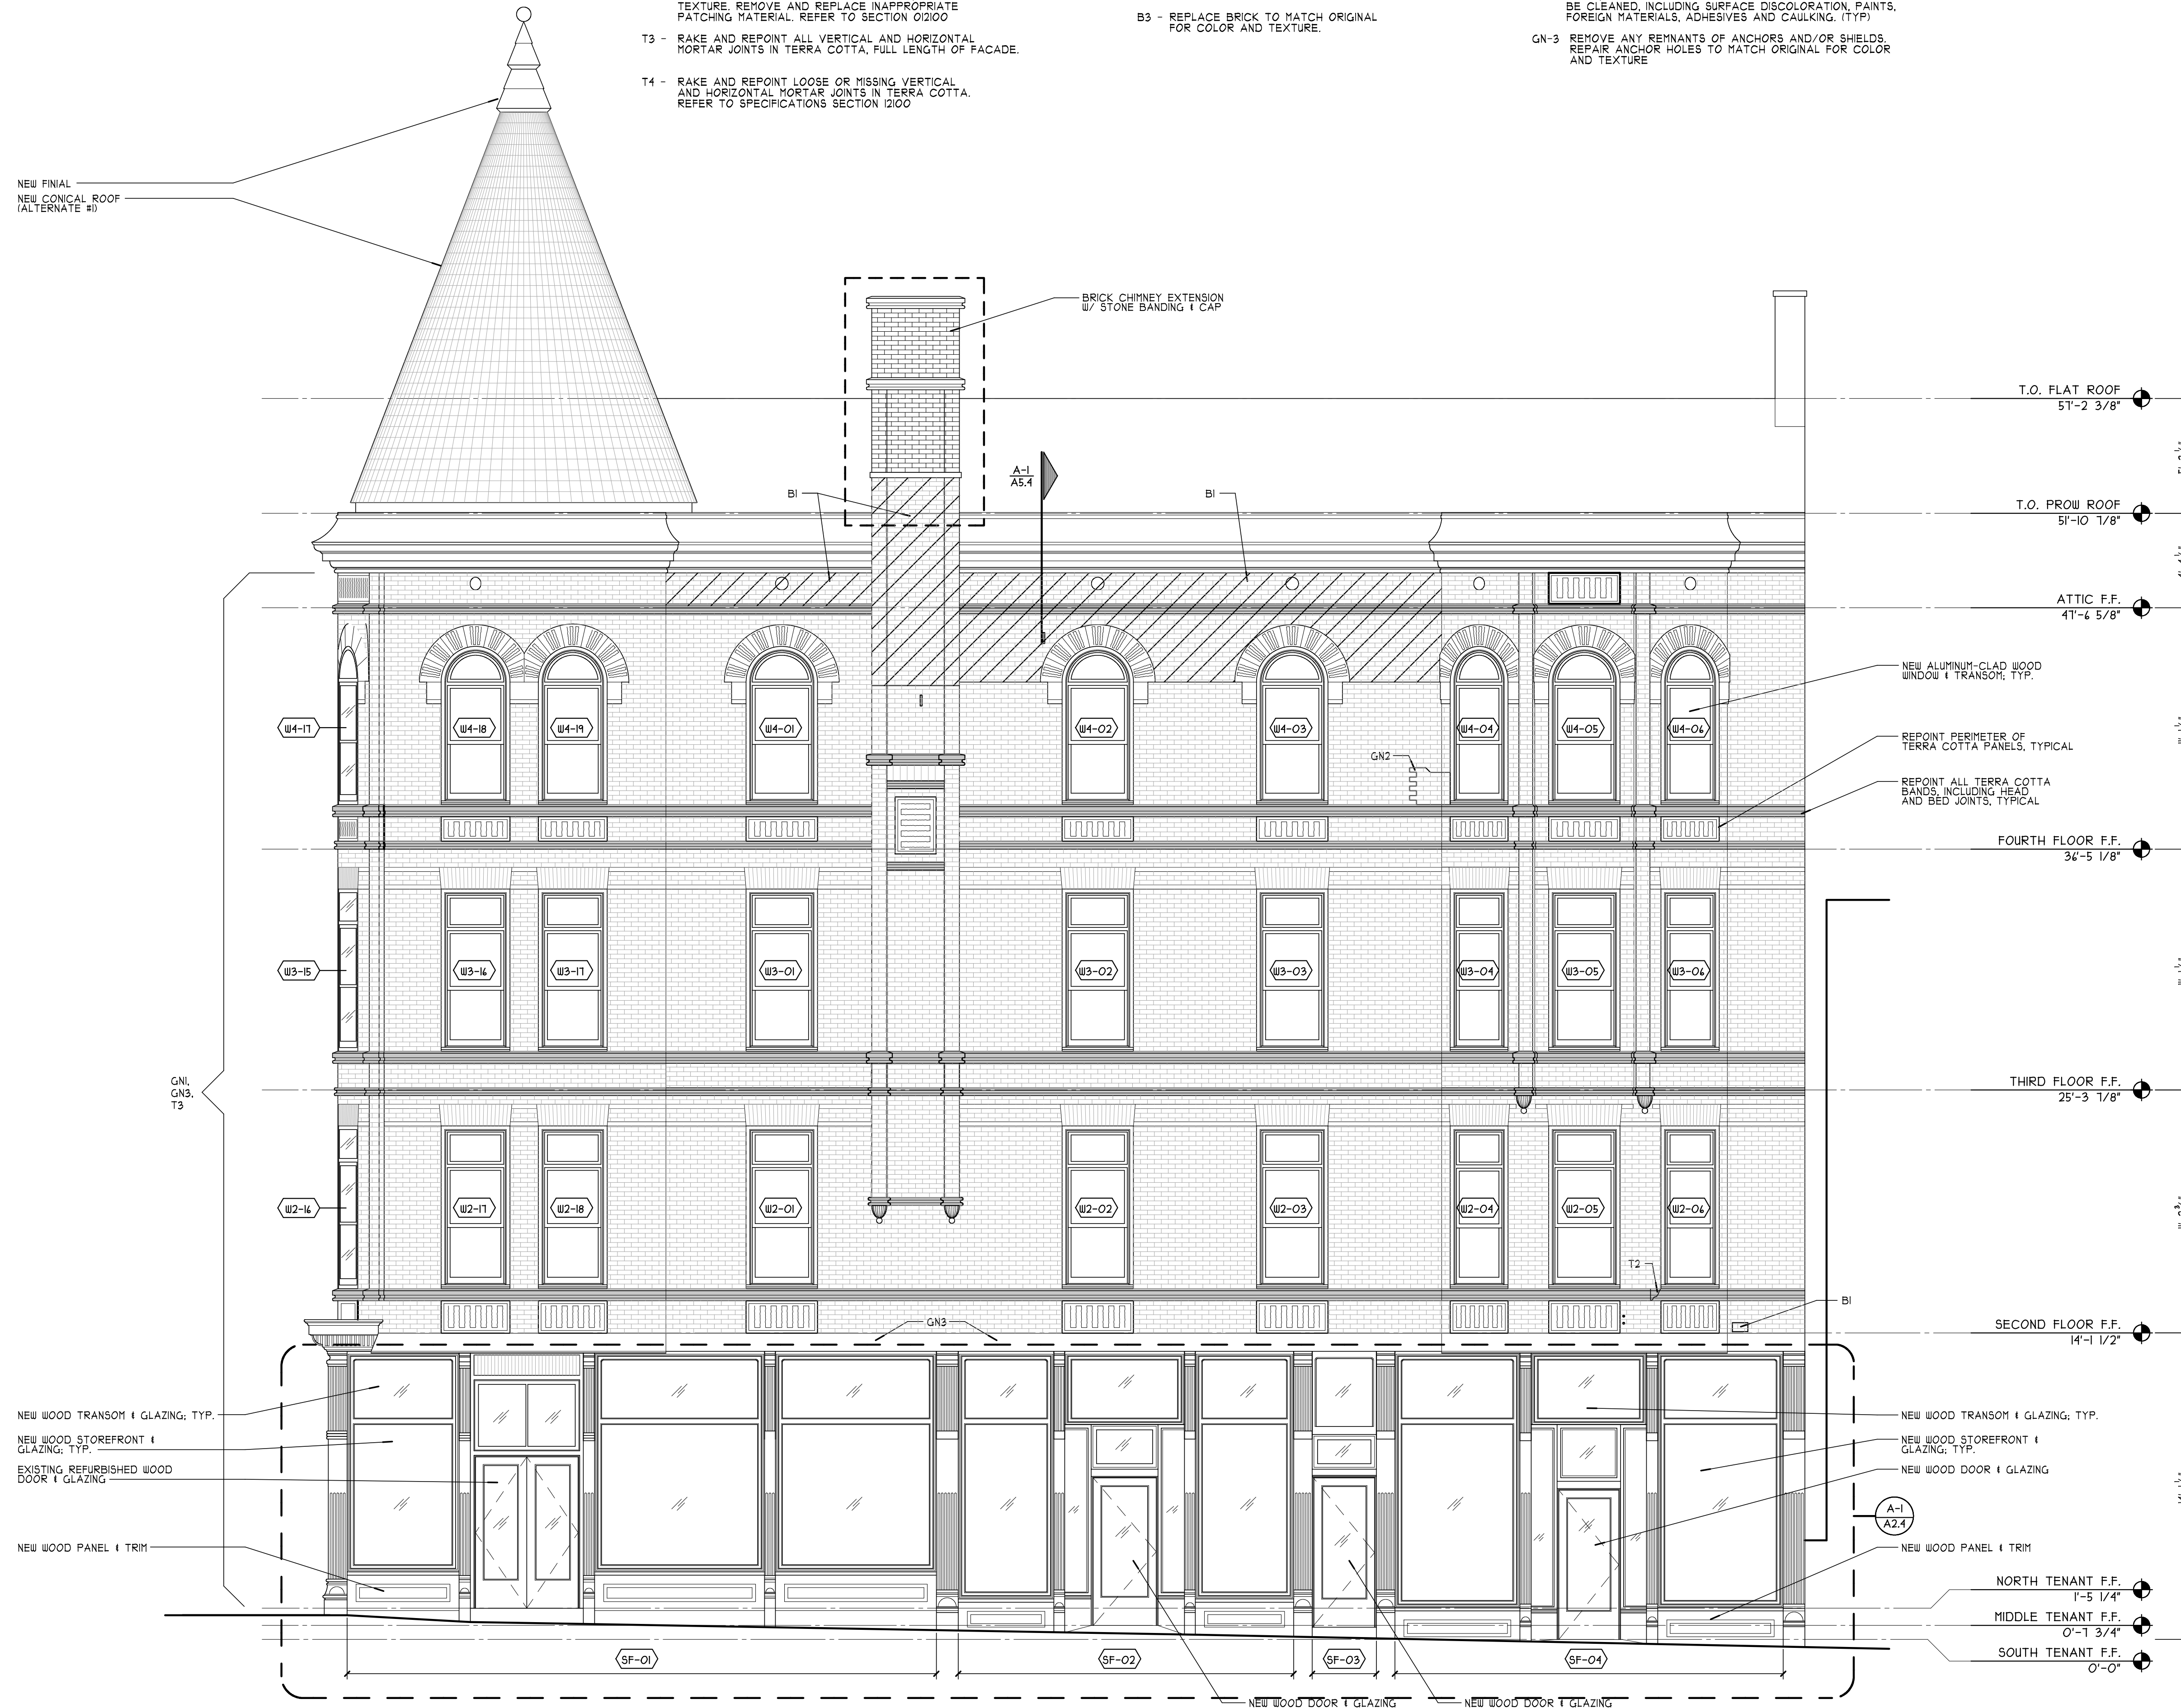 TEXTURE. REMOVE AND REPLACE INAPPROPRIATE
PATCHING MATERIAL. REFER TO SECTION 012100
T3 - RAKE AND REPOINT ALL VERTICAL AND HORIZONTAL
MORTAR JOINTS IN TERRA COTTA, FULL LENGTH OF FACADE.
T4 - RAKE AND REPOINT LOOSE OR MISSING VERTICAL
AND HORIZONTAL MORTAR JOINTS IN TERRA COTTA.
REFER TO SPECIFICATIONS SECTION 12100
B3 - REPLACE BRICK TO MATCH ORIGINAL
FOR COLOR AND TEXTURE.
BE CLEANED, INCLUDING SURFACE DISCOLORATION, PAINTS,
FOREIGN MATERIALS, ADHESIVES AND CAULKING. (TYP)
GN-3 REMOVE ANY REMNANTS OF ANCHORS AND/OR SHIELDS.
REPAIR ANCHOR HOLES TO MATCH ORIGINAL FOR COLOR
AND TEXTURE
NEW FINIAL
NEW CONICAL ROOF
(ALTERNATE #1)
BRICK CHIMNEY EXTENSION
W/ STONE BANDING & CAP
T.O. FLAT ROOF
57'-2 3/8"
A-1
A5.4
B1
B1
T.O. PROW ROOF
51'-10 7/8"
ATTIC F.F.
47'-6 5/8"
NEW ALUMINUM-CLAD WOOD
WINDOW & TRANSOM; TYP.
W4-17
W4-18
W4-19
W4-01
W4-02
W4-03
W4-04
W4-05
W4-06
REPOINT PERIMETER OF
TERRA COTTA PANELS, TYPICAL
GN2
REPOINT ALL TERRA COTTA
BANDS, INCLUDING HEAD
AND BED JOINTS, TYPICAL
FOURTH FLOOR F.F.
36'-5 1/8"
W3-15
W3-16
W3-17
W3-01
W3-02
W3-03
W3-04
W3-05
W3-06
GN1,
GN3,
T3
THIRD FLOOR F.F.
25'-3 7/8"
W2-16
W2-17
W2-18
W2-01
W2-02
W2-03
W2-04
W2-05
W2-06
T2
B1
GN3
SECOND FLOOR F.F.
14'-1 1/2"
NEW WOOD TRANSOM & GLAZING; TYP.
NEW WOOD STOREFRONT &
GLAZING; TYP.
EXISTING REFURBISHED WOOD
DOOR & GLAZING
NEW WOOD PANEL & TRIM
NEW WOOD TRANSOM & GLAZING; TYP.
NEW WOOD STOREFRONT &
GLAZING; TYP.
NEW WOOD DOOR & GLAZING
A-1
A2.4
NEW WOOD PANEL & TRIM
NORTH TENANT F.F.
1'-5 1/4"
MIDDLE TENANT F.F.
0'-7 3/4"
SOUTH TENANT F.F.
0'-0"
SF-01
SF-02
SF-03
SF-04
NEW WOOD DOOR & GLAZING
NEW WOOD DOOR & GLAZING